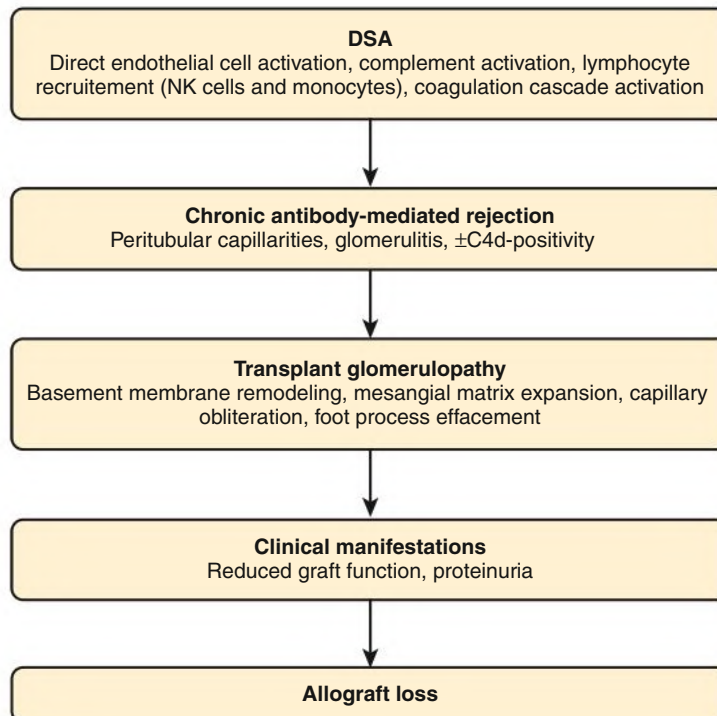 DSA
Direct endothelial cell activation, complement activation, lymphocyte
recruitement (NK cells and monocytes), coagulation cascade activation
Chronic antibody-mediated rejection
Peritubular capillarities, glomerulitis, ±C4d-positivity
Transplant glomerulopathy
Basement membrane remodeling, mesangial matrix expansion, capillary
obliteration, foot process effacement
Clinical manifestations
Reduced graft function, proteinuria
Allograft loss